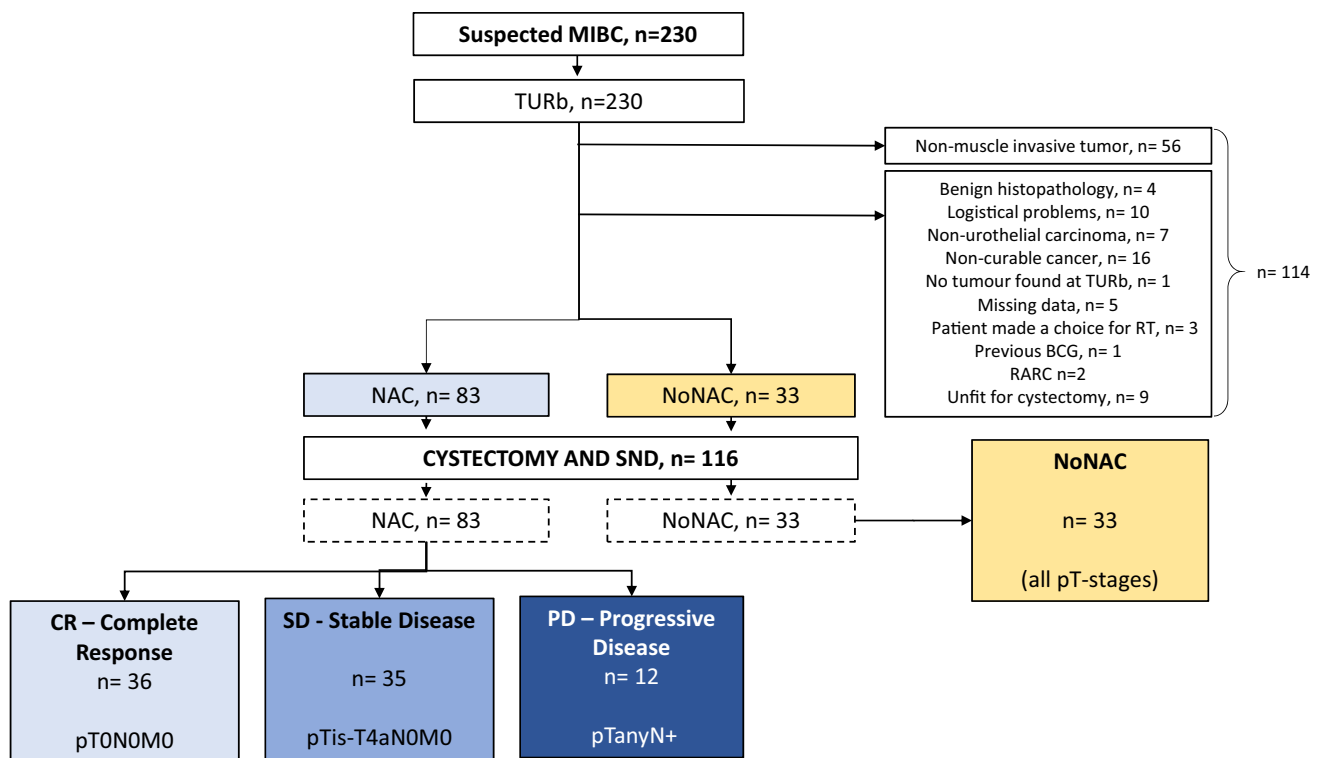 Suspected MIBC, n=230
TURb, n=230
Non-muscle invasive tumor, n= 56
Benign histopathology, n= 4
Logistical problems, n= 10
Non-urothelial carcinoma, n= 7
Non-curable cancer, n= 16
No tumour found at TURb, n= 1
Missing data, n= 5
Patient made a choice for RT, n= 3
Previous BCG, n= 1
RARC, n=2
Unfit for cystectomy, n= 9
n= 114
NAC, n= 83
NoNAC, n= 33
CYSTECTOMY AND SND, n= 116
NAC, n= 83
NoNAC, n= 33
NoNAC
n= 33
(all pT-stages)
CR – Complete
Response
n= 36
pT0N0M0
SD - Stable Disease
n= 35
pTis-T4aN0M0
PD – Progressive
Disease
n= 12
pTanyN+